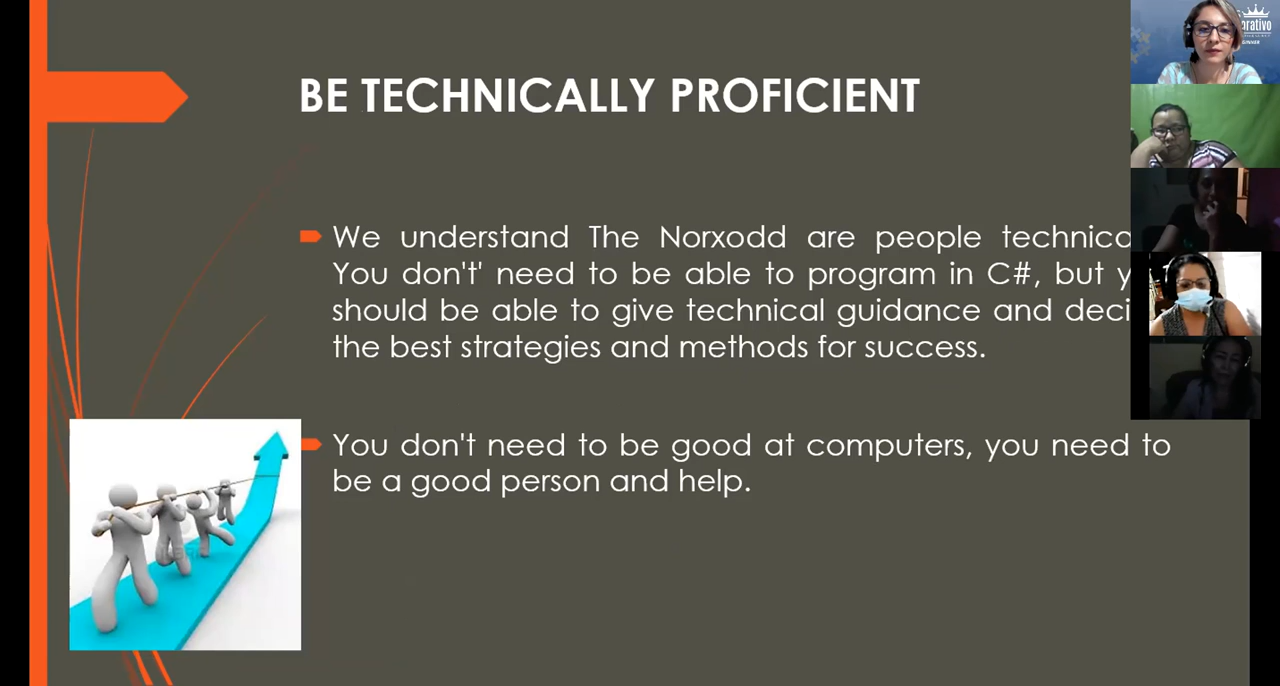 BE TECHNICALLY PROFICIENT
We understand The Norxodd are people
You don't' need to be able to program in C#, but
should be able to give technical guidance and
the best strategies and methods for success.
You don't need to be good at computers, you need to
be a good person and help.